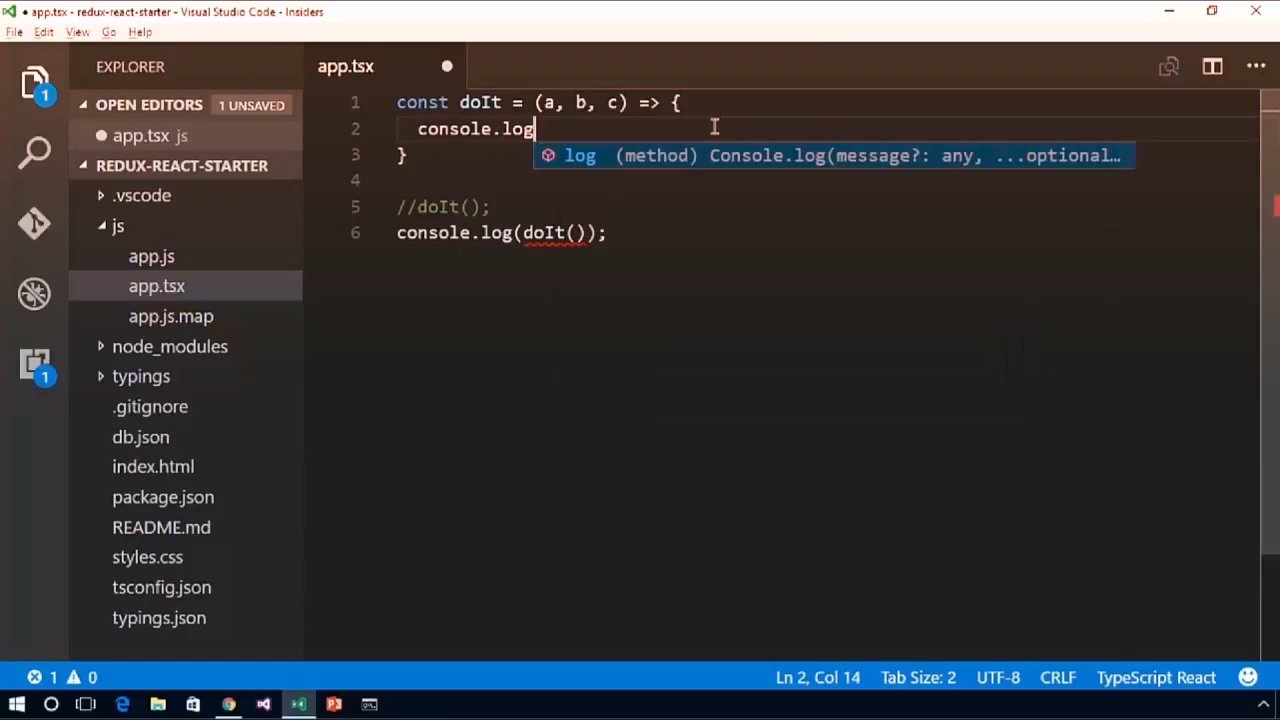 ● app.tsx - redux-react-starter - Visual Studio Code - Insiders
File Edit View Go Help
EXPLORER
app.tsx
OPEN EDITORS 1 UNSAVED
app.tsx js
REDUX-REACT-STARTER
.vscode
js
app.js
app.tsx
app.js.map
node_modules
typings
.gitignore
db.json
index.html
package.json
README.md
styles.css
tsconfig.json
typings.json
1
1
1 const doIt = (a, b, c) => {
2 console.log
log (method) Console.log(message?: any, ...optional…
3 }
4
5 //doIt();
6 console.log(doIt());
1 0
Ln 2, Col 14 Tab Size: 2 UTF-8 CRLF TypeScript React